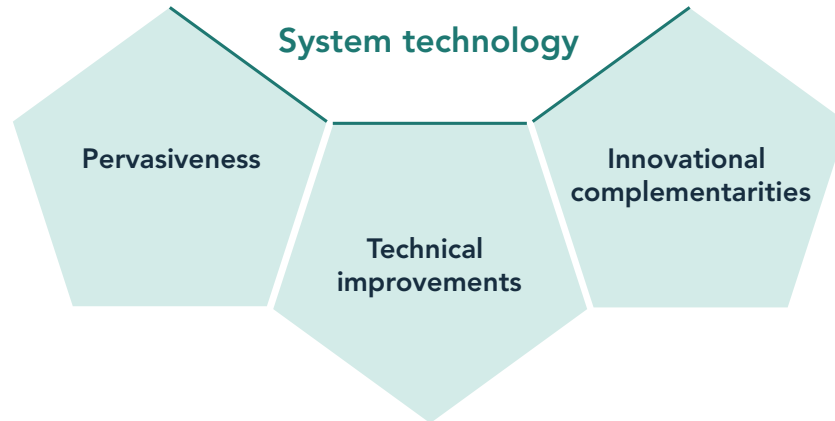 System technology
Pervasiveness
Innovational
complementarities
Technical
improvements